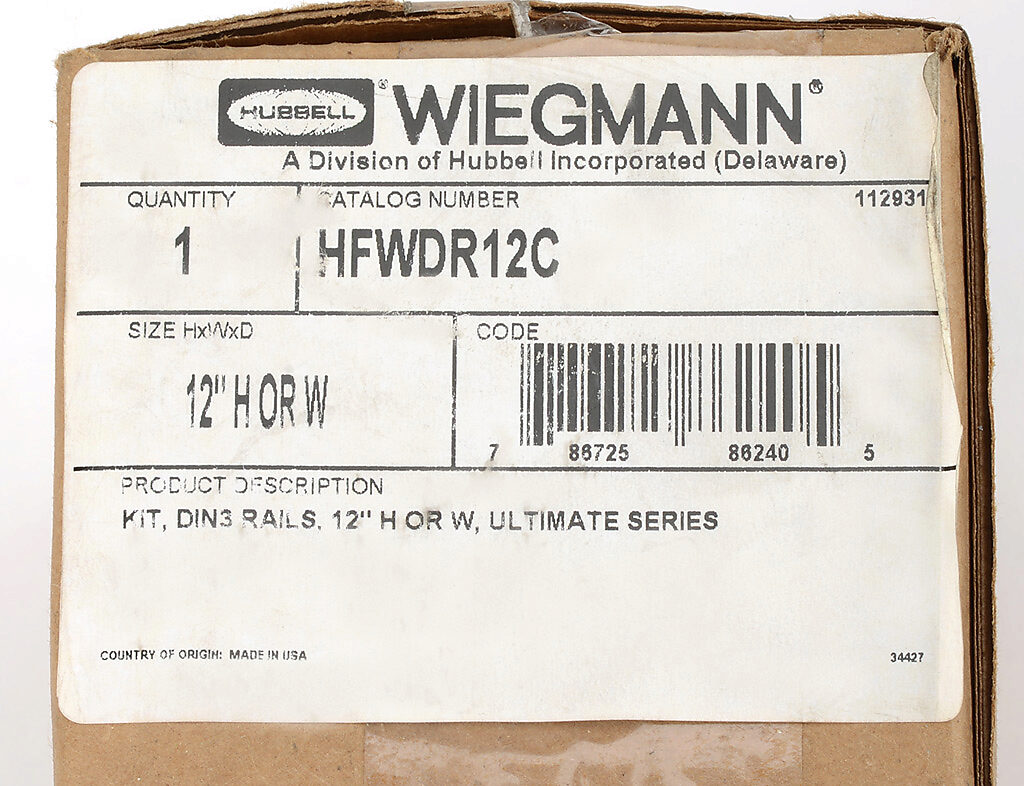 HUBBELL ® WIEGMANN ®
A Division of Hubbell Incorporated (Delaware)
QUANTITY CATALOG NUMBER 112931
1 HFWDR12C
SIZE HxWxD CODE
12" H OR W
7 86725 86240 5
PRODUCT DESCRIPTION
KIT, DIN3 RAILS, 12" H OR W, ULTIMATE SERIES
COUNTRY OF ORIGIN: MADE IN USA 34427